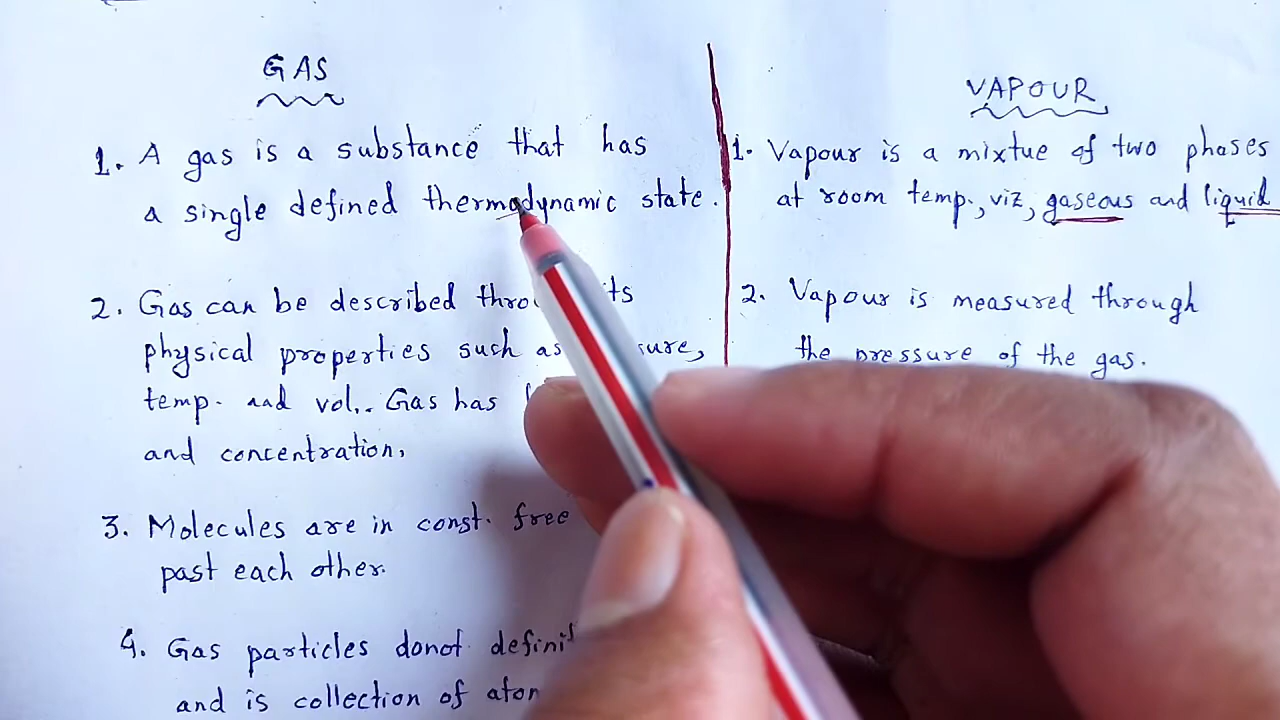 GAS
1. A gas is a substance that has
a single defined thermodynamic state.
2. Gas can be described
physical properties such as
temp. and vol.. Gas has
and concentration,
3. Molecules are in const. free
past each other.
4. Gas particles donot
and is collection of
VAPOUR
1. Vapour is a mixtue of two phases
at room temp., viz, gaseous and liquid
2. Vapour is measured through
the pressure of the gas.